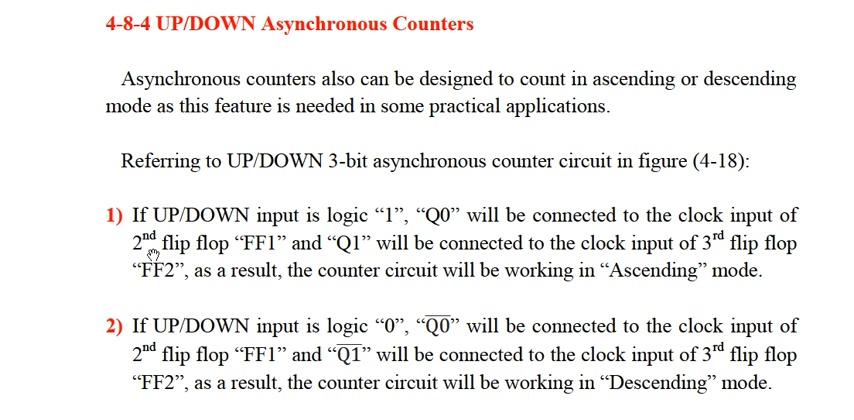 4-8-4 UP/DOWN Asynchronous Counters
Asynchronous counters also can be designed to count in ascending or descending
mode as this feature is needed in some practical applications.
Referring to UP/DOWN 3-bit asynchronous counter circuit in figure (4-18):
1) If UP/DOWN input is logic “1”, “Q0” will be connected to the clock input of
2nd flip flop “FF1” and “Q1” will be connected to the clock input of 3rd flip flop
“FF2”, as a result, the counter circuit will be working in “Ascending” mode.
2) If UP/DOWN input is logic “0”, “Q̅0̅” will be connected to the clock input of
2nd flip flop “FF1” and “Q̅1̅” will be connected to the clock input of 3rd flip flop
“FF2”, as a result, the counter circuit will be working in “Descending” mode.